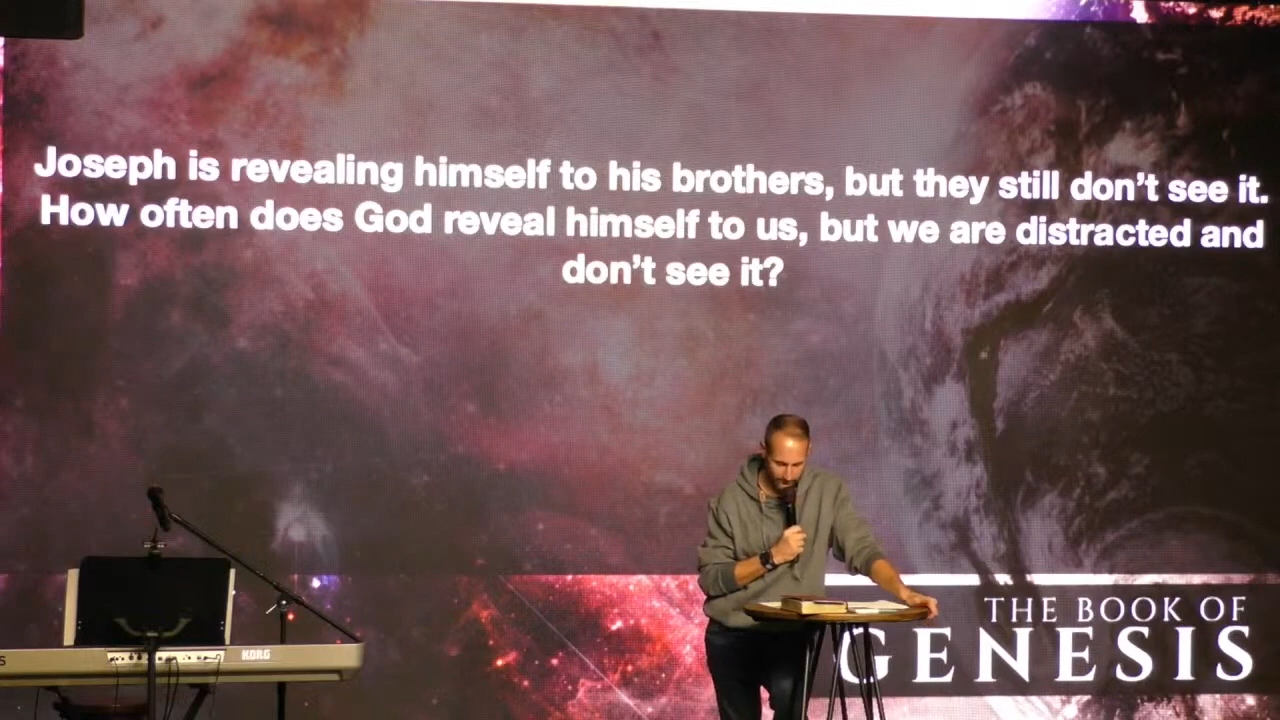 Joseph is revealing himself to his brothers, but they still don’t see it.
How often does God reveal himself to us, but we are distracted and
don’t see it?
THE BOOK OF
GENESIS
KORG